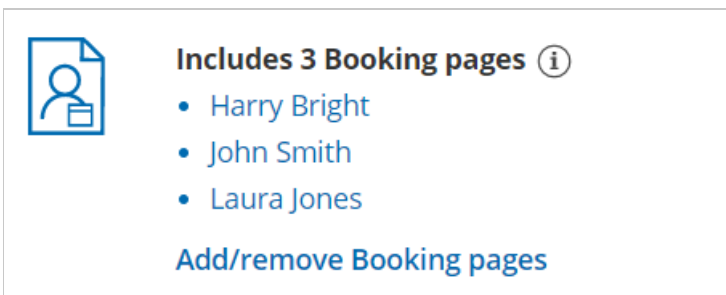 Includes 3 Booking pages i
• Harry Bright
• John Smith
• Laura Jones
Add/remove Booking pages